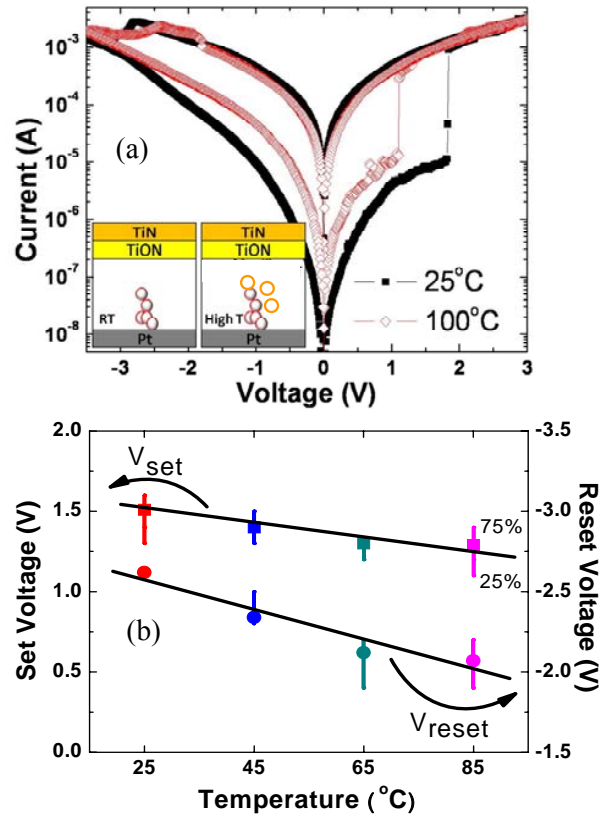 10⁻³
10⁻⁴
10⁻⁵
10⁻⁶
10⁻⁷
10⁻⁸
Current (A)
(a)
TiN
TiON
RT
Pt
TiN
TiON
High T
Pt
25°C
100°C
-3 -2 -1 0 1 2 3
Voltage (V)
2.0
1.5
1.0
0.5
0.0
Set Voltage (V)
V_set
75%
25%
(b)
V_reset
-3.5
-3.0
-2.5
-2.0
-1.5
Reset Voltage (V)
25 45 65 85
Temperature (°C)